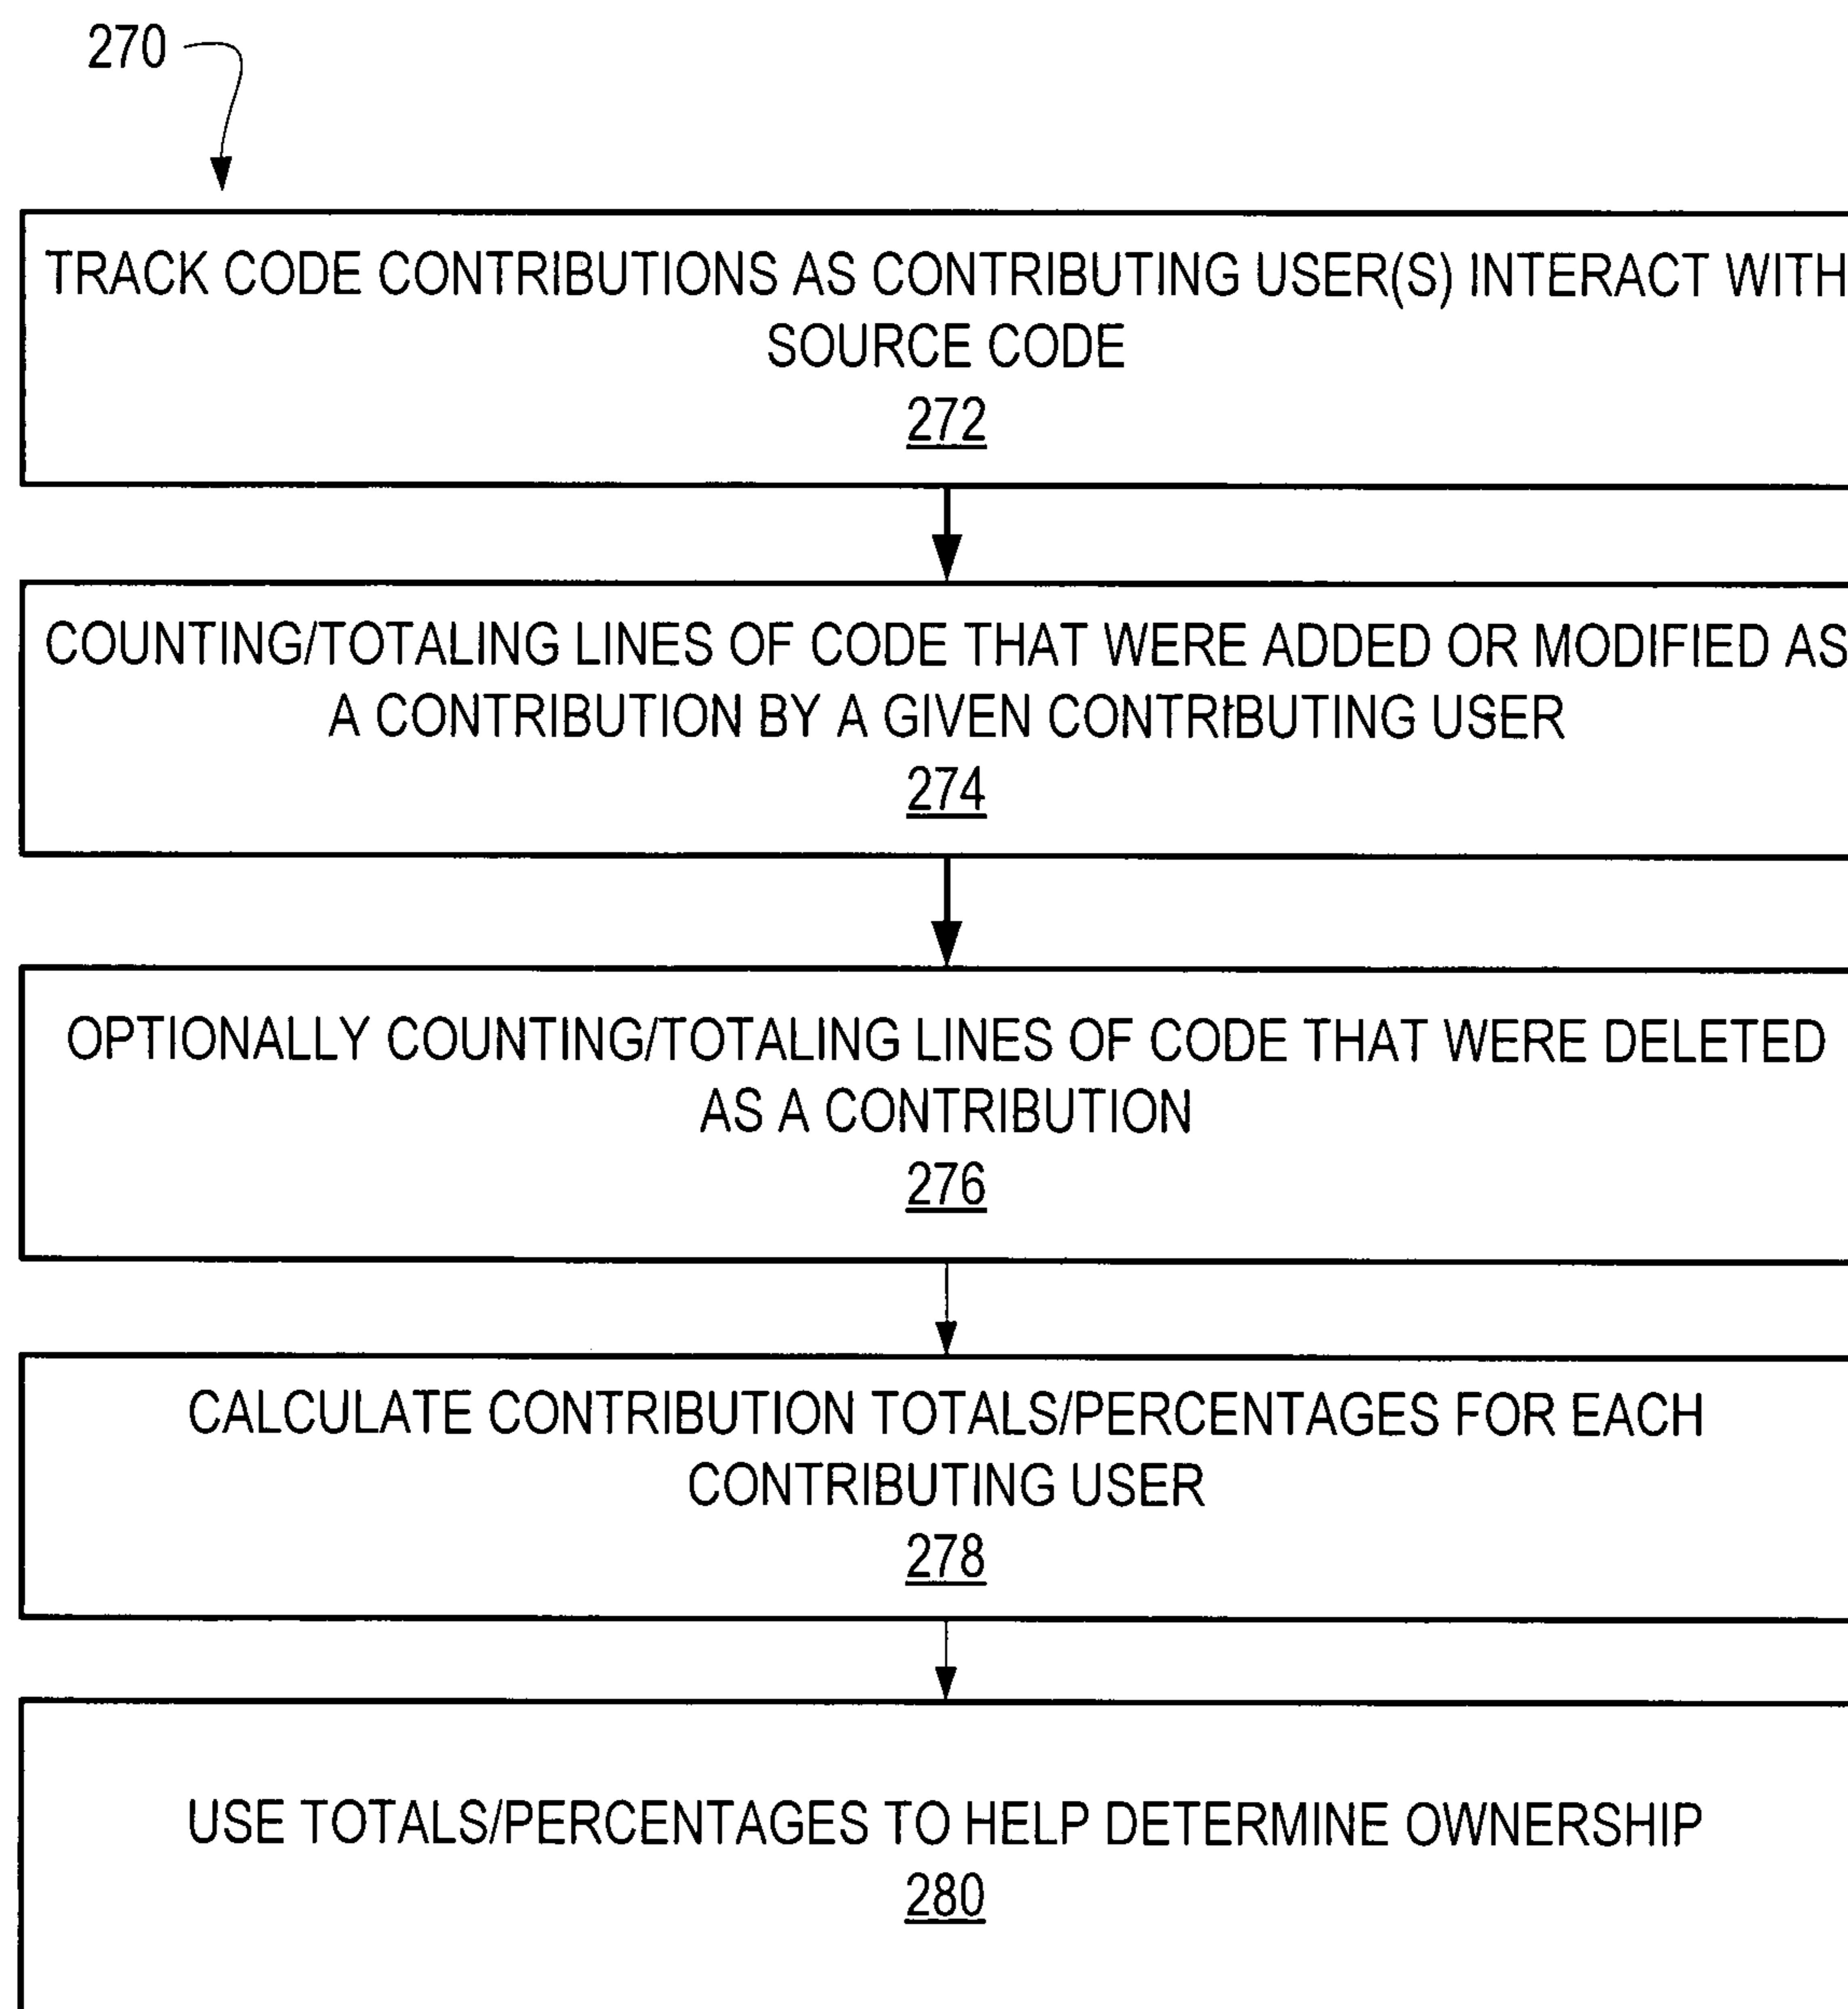 270
TRACK CODE CONTRIBUTIONS AS CONTRIBUTING USER(S) INTERACT WITH
SOURCE CODE
272
COUNTING/TOTALING LINES OF CODE THAT WERE ADDED OR MODIFIED AS
A CONTRIBUTION BY A GIVEN CONTRIBUTING USER
274
OPTIONALLY COUNTING/TOTALING LINES OF CODE THAT WERE DELETED
AS A CONTRIBUTION
276
CALCULATE CONTRIBUTION TOTALS/PERCENTAGES FOR EACH
CONTRIBUTING USER
278
USE TOTALS/PERCENTAGES TO HELP DETERMINE OWNERSHIP
280